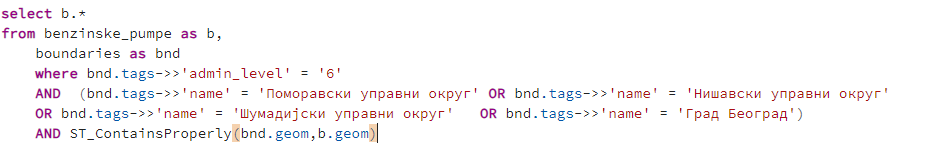 select b.*
from benzinske_pumpe as b,
boundaries as bnd
where bnd.tags->>'admin_level' = '6'
AND  (bnd.tags->>'name' = 'Поморавски управни округ' OR bnd.tags->>'name' = 'Нишавски управни округ'
OR bnd.tags->>'name' = 'Шумадијски управни округ'   OR bnd.tags->>'name' = 'Град Београд')
AND ST_ContainsProperly(bnd.geom,b.geom)